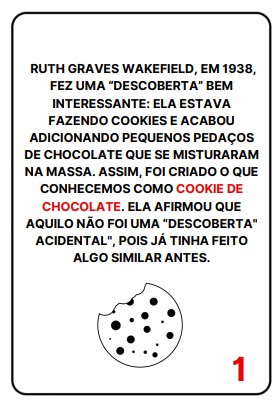 RUTH GRAVES WAKEFIELD, EM 1938,
FEZ UMA “DESCOBERTA” BEM
INTERESSANTE: ELA ESTAVA
FAZENDO COOKIES E ACABOU
ADICIONANDO PEQUENOS PEDAÇOS
DE CHOCOLATE QUE SE MISTURARAM
NA MASSA. ASSIM, FOI CRIADO O QUE
CONHECEMOS COMO COOKIE DE
CHOCOLATE. ELA AFIRMOU QUE
AQUILO NÃO FOI UMA “DESCOBERTA"
ACIDENTAL", POIS JÁ TINHA FEITO
ALGO SIMILAR ANTES.
1